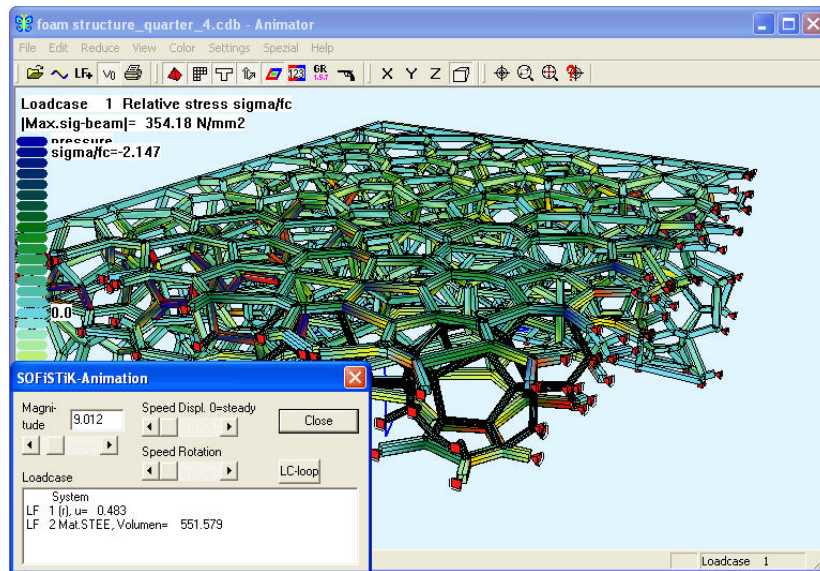 foam structure_quarter_4.cdb - Animator
File Edit Reduce View Color Settings Spezial Help
LF+ V0 123 GR 1.5-7 X Y Z
Loadcase 1 Relative stress sigma/fc
|Max.sig-beam|= 354.18 N/mm2
pressure
sigma/fc=-2.147
0.0
SOFiSTiK-Animation
Magni-
tude
9.012
Speed Displ. 0=steady
Close
Speed Rotation
LC-loop
Loadcase
System
LF 1 (r), u= 0.483
LF 2 Mat.STEE, Volumen= 551.579
Loadcase 1